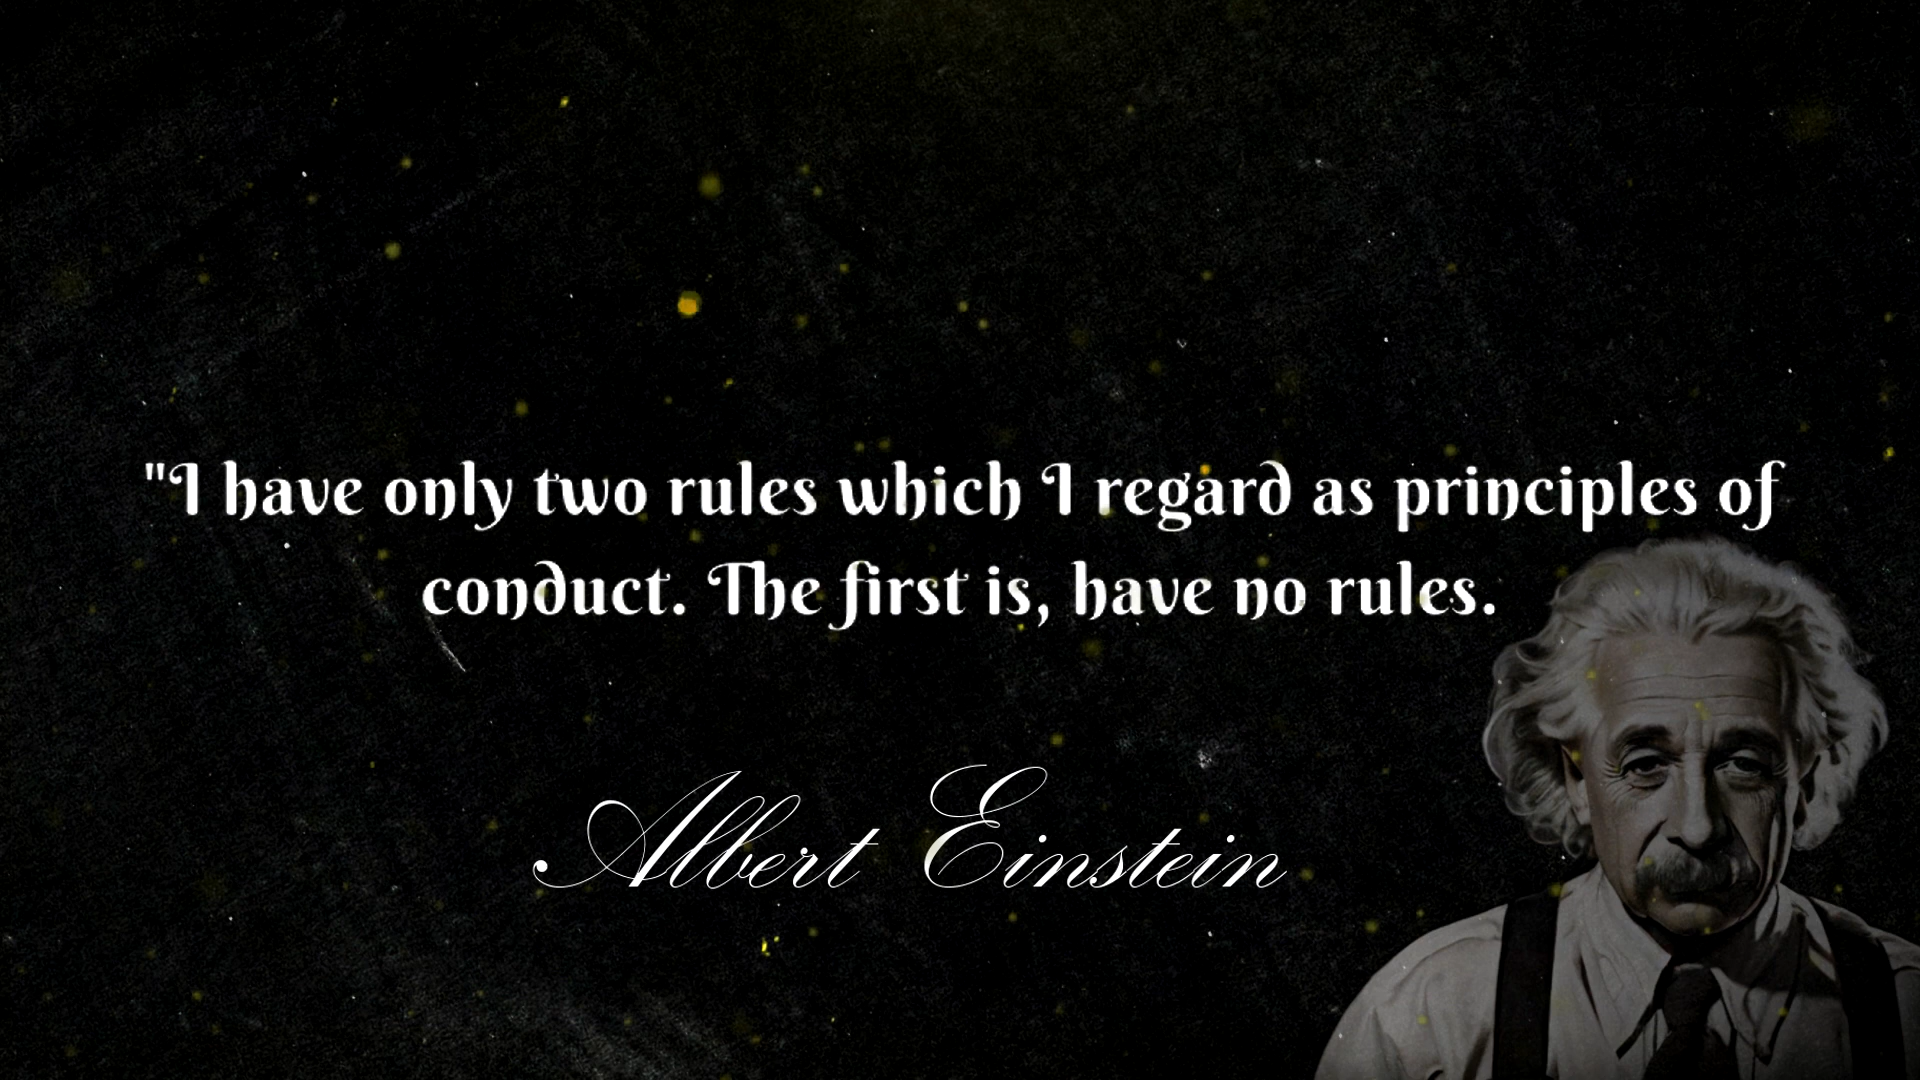 "I have only two rules which I regard as principles of
conduct. The first is, have no rules.
Albert Einstein